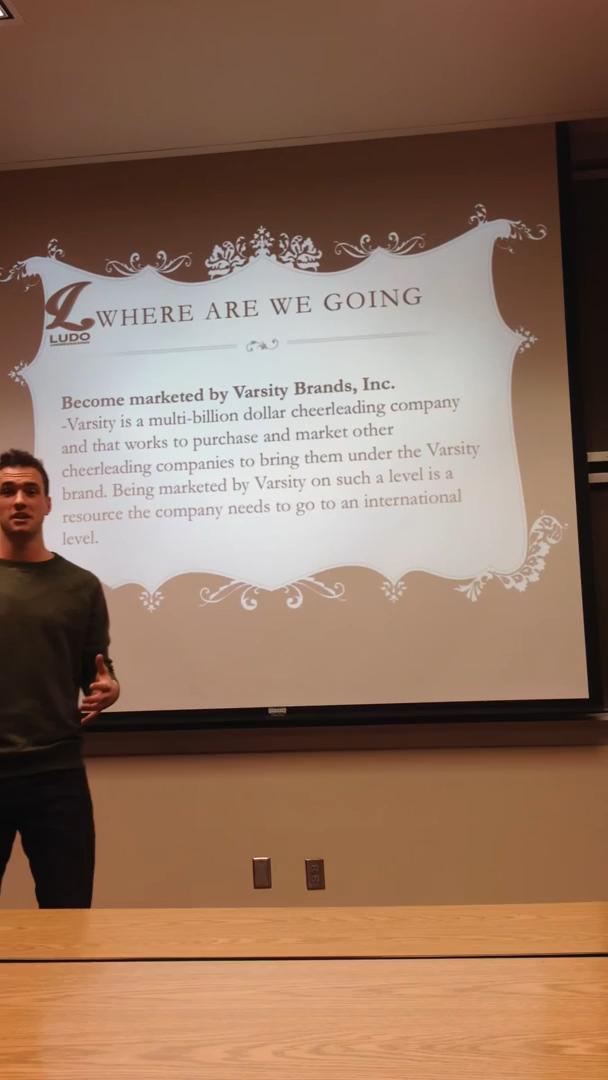 WHERE ARE WE GOING
L
LUDO
Become marketed by Varsity Brands, Inc.
-Varsity is a multi-billion dollar cheerleading company
and that works to purchase and market other
cheerleading companies to bring them under the Varsity
brand. Being marketed by Varsity on such a level is a
resource the company needs to go to an international
level.